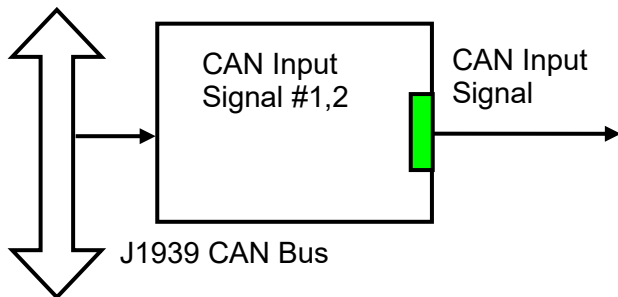 CAN Input
Signal #1,2
CAN Input
Signal
J1939 CAN Bus